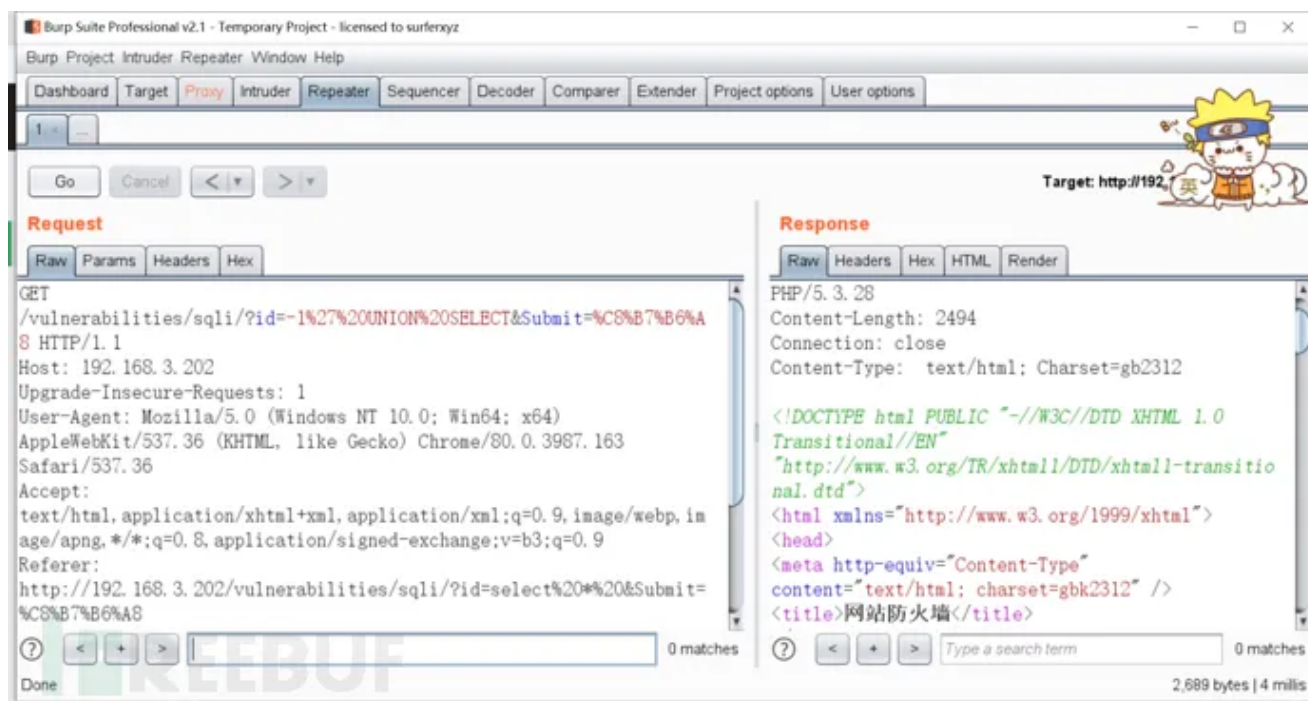 Burp Suite Professional v2.1 - Temporary Project - licensed to surferxyz
Burp Project Intruder Repeater Window Help
Dashboard Target Proxy Intruder Repeater Sequencer Decoder Comparer Extender Project options User options
1 × ...
Go Cancel < > 
Target: http://192.
英
Request
Response
Raw Params Headers Hex
Raw Headers Hex HTML Render
GET
/vulnerabilities/sqli/?id=-1%27%20UNION%20SELECT&Submit=%C8%B7%B6%A
8 HTTP/1.1
Host: 192.168.3.202
Upgrade-Insecure-Requests: 1
User-Agent: Mozilla/5.0 (Windows NT 10.0; Win64; x64)
AppleWebKit/537.36 (KHTML, like Gecko) Chrome/80.0.3987.163
Safari/537.36
Accept:
text/html,application/xhtml+xml,application/xml;q=0.9,image/webp,im
age/apng,*/*;q=0.8,application/signed-exchange;v=b3;q=0.9
Referer:
http://192.168.3.202/vulnerabilities/sqli/?id=select%20*%20&Submit=
%C8%B7%B6%A8
PHP/5.3.28
Content-Length: 2494
Connection: close
Content-Type: text/html; Charset=gb2312
<!DOCTYPE html PUBLIC "-//W3C//DTD XHTML 1.0
Transitional//EN"
"http://www.w3.org/TR/xhtml1/DTD/xhtml1-transitio
nal.dtd">
<html xmlns="http://www.w3.org/1999/xhtml">
<head>
<meta http-equiv="Content-Type"
content="text/html; charset=gbk2312" />
<title>网站防火墙</title>
? < + > 0 matches
? < + > Type a search term 0 matches
FREEBUF
Done
2,689 bytes | 4 millis